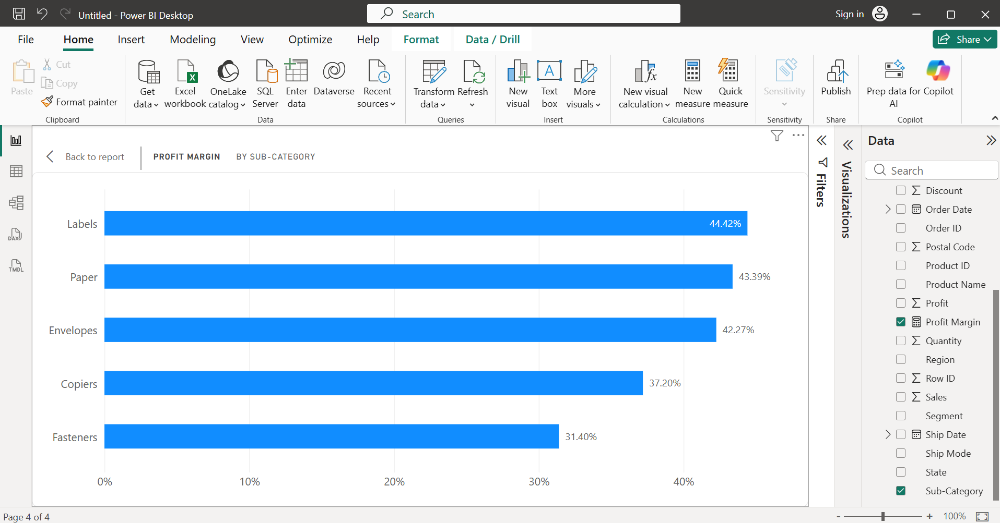 Untitled - Power BI Desktop
Search
Sign in
File
Home
Insert
Modeling
View
Optimize
Help
Format
Data / Drill
Share
Paste
Cut
Copy
Format painter
Clipboard
Get data
Excel workbook
OneLake catalog
SQL Server
Enter data
Dataverse
Recent sources
Data
Transform data
Refresh
Queries
New visual
Text box
A
More visuals
Insert
New visual calculation
New measure
Quick measure
Calculations
Sensitivity
Sensitivity
Publish
Share
Prep data for AI
Copilot
Copilot
DAX
TMDL
Back to report
PROFIT MARGIN
BY SUB-CATEGORY
Labels
44.42%
Paper
43.39%
Envelopes
42.27%
Copiers
37.20%
Fasteners
31.40%
0%
10%
20%
30%
40%
Filters
Visualizations
Data
Search
Discount
Order Date
Order ID
Postal Code
Product ID
Product Name
Profit
Profit Margin
Quantity
Region
Row ID
Sales
Segment
Ship Date
Ship Mode
State
Sub-Category
Page 4 of 4
- + 100%